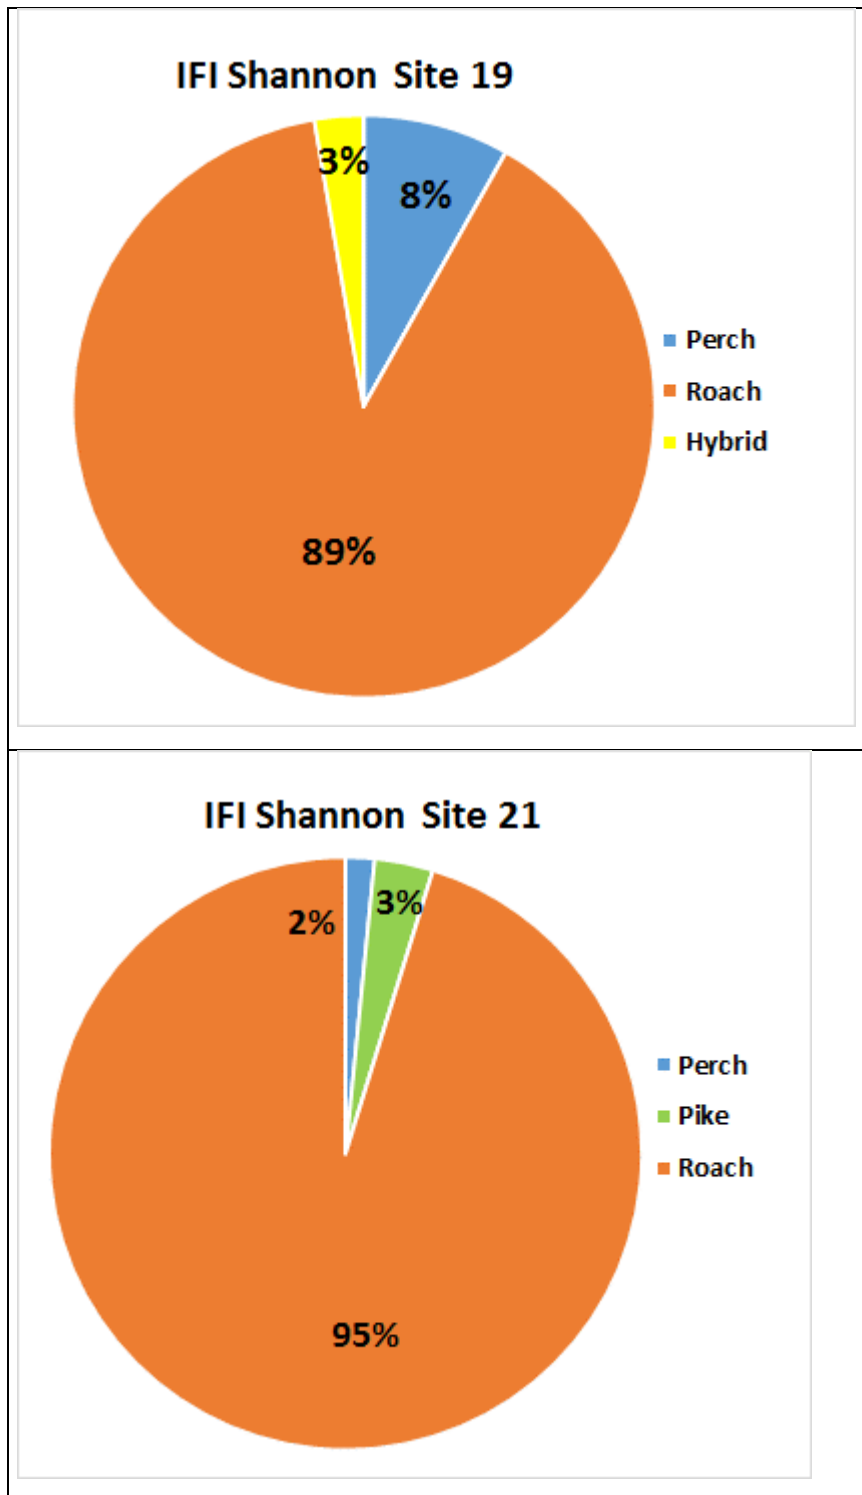 IFI Shannon Site 19
3%
8%
Perch
Roach
Hybrid
89%
IFI Shannon Site 21
2%
3%
Perch
Pike
Roach
95%